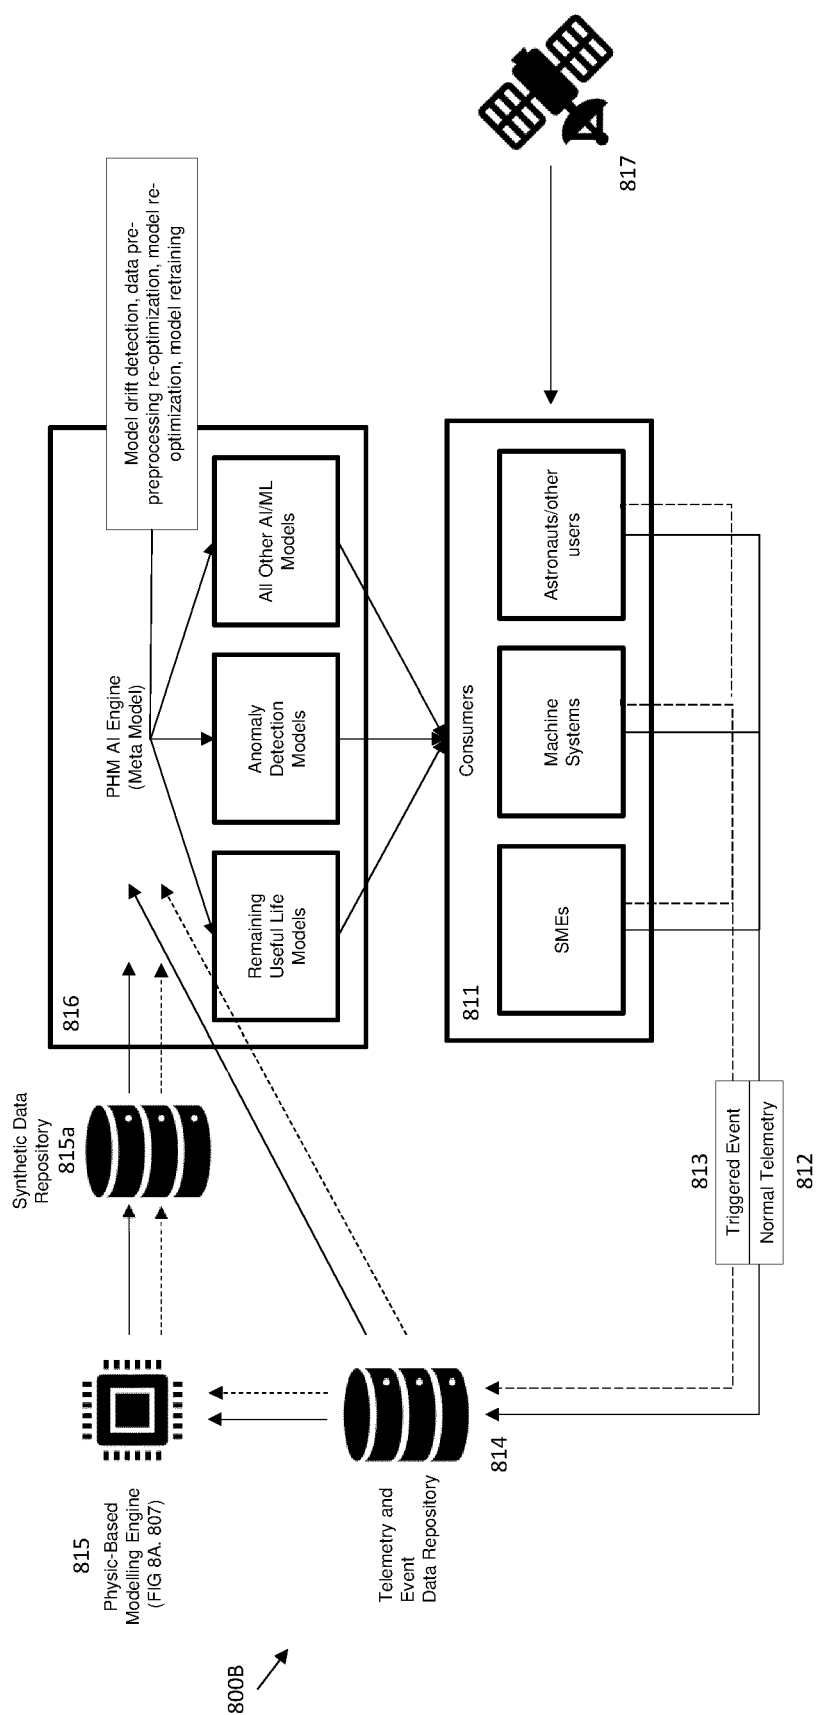 815
Physic-Based
Modelling Engine
(FIG 8A. 807)
Synthetic Data
Repository
815a
816
PHM AI Engine
(Meta Model)
Model drift detection, data pre-
preprocessing re-optimization, model re-
optimization, model retraining
Remaining
Useful Life
Models
Anomaly
Detection
Models
All Other AI/ML
Models
800B
Telemetry and
Event
Data Repository
814
811
Consumers
SMEs
Machine
Systems
Astronauts/other
users
817
813
Triggered Event
Normal Telemetry
812